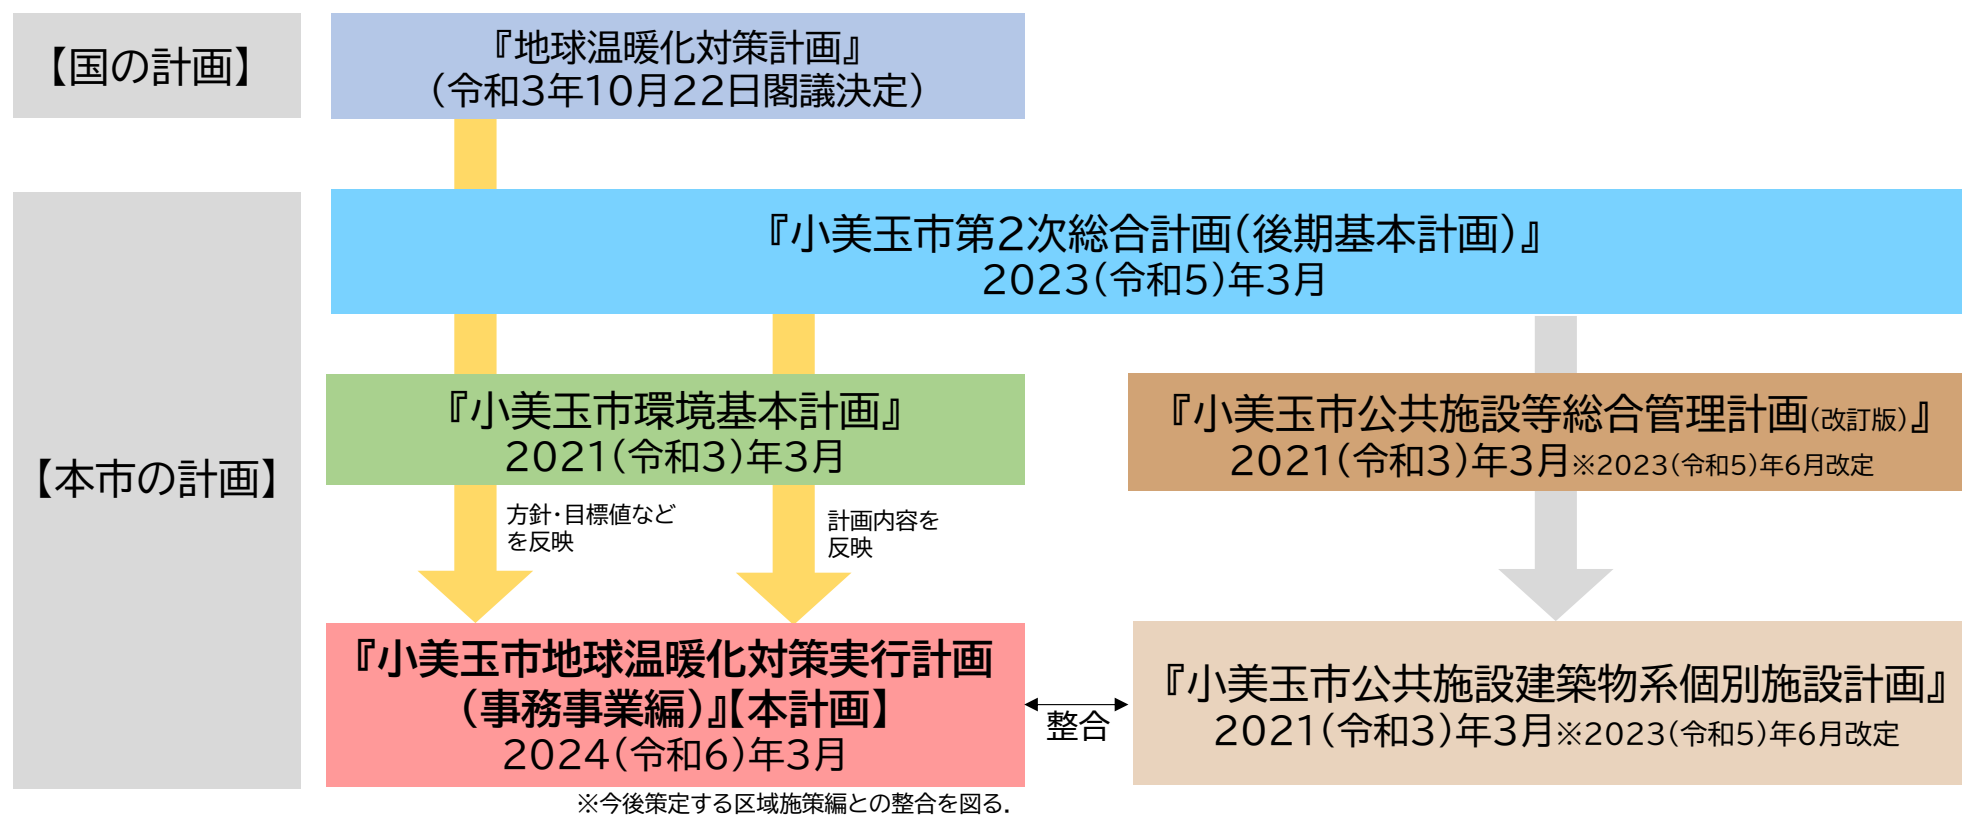 【国の計画】
『地球温暖化対策計画』
(令和3年10月22日閣議決定)
『小美玉市第2次総合計画(後期基本計画)』
2023(令和5)年3月
【本市の計画】
『小美玉市環境基本計画』
2021(令和3)年3月
『小美玉市公共施設等総合管理計画(改訂版)』
2021(令和3)年3月※2023(令和5)年6月改定
方針・目標値など
を反映
計画内容を
反映
『小美玉市地球温暖化対策実行計画
(事務事業編)』【本計画】
2024(令和6)年3月
整合
『小美玉市公共施設建築物系個別施設計画』
2021(令和3)年3月※2023(令和5)年6月改定
※今後策定する区域施策編との整合を図る.